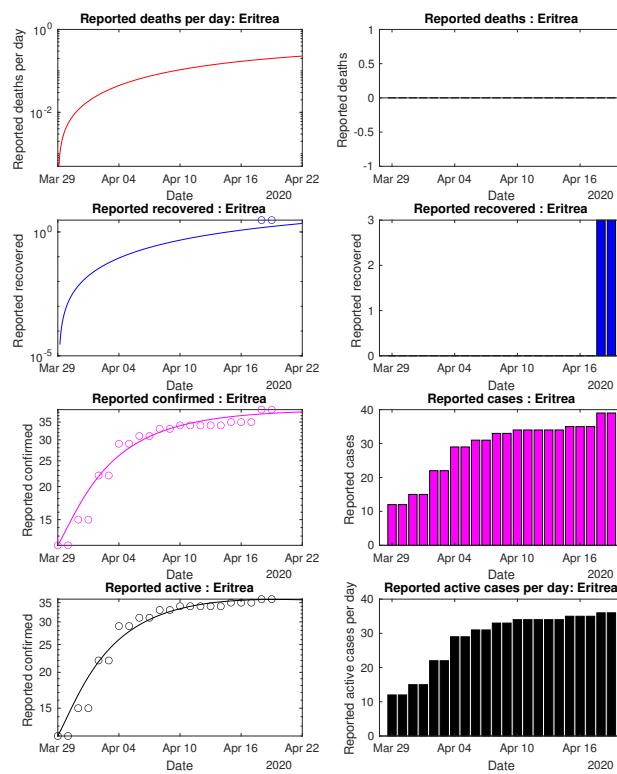 Reported deaths per day: Eritrea
Reported deaths per day
10^0
10^-2
Mar 29 Apr 04 Apr 10 Apr 16 Apr 22
Date 2020
Reported deaths : Eritrea
Reported deaths
1
0.5
0
-0.5
-1
Mar 29 Apr 04 Apr 10 Apr 16
Date 2020
Reported recovered : Eritrea
Reported recovered
10^0
10^-5
Mar 29 Apr 04 Apr 10 Apr 16 Apr 22
Date 2020
Reported recovered : Eritrea
Reported recovered
3
2
1
0
Mar 29 Apr 04 Apr 10 Apr 16
Date 2020
Reported confirmed : Eritrea
Reported confirmed
35
30
25
20
15
Mar 29 Apr 04 Apr 10 Apr 16 Apr 22
Date 2020
Reported cases : Eritrea
Reported cases
40
30
20
10
0
Mar 29 Apr 04 Apr 10 Apr 16
Date 2020
Reported active : Eritrea
Reported confirmed
35
30
25
20
15
Mar 29 Apr 04 Apr 10 Apr 16 Apr 22
Date 2020
Reported active cases per day: Eritrea
Reported active cases per day
40
30
20
10
0
Mar 29 Apr 04 Apr 10 Apr 16
Date 2020